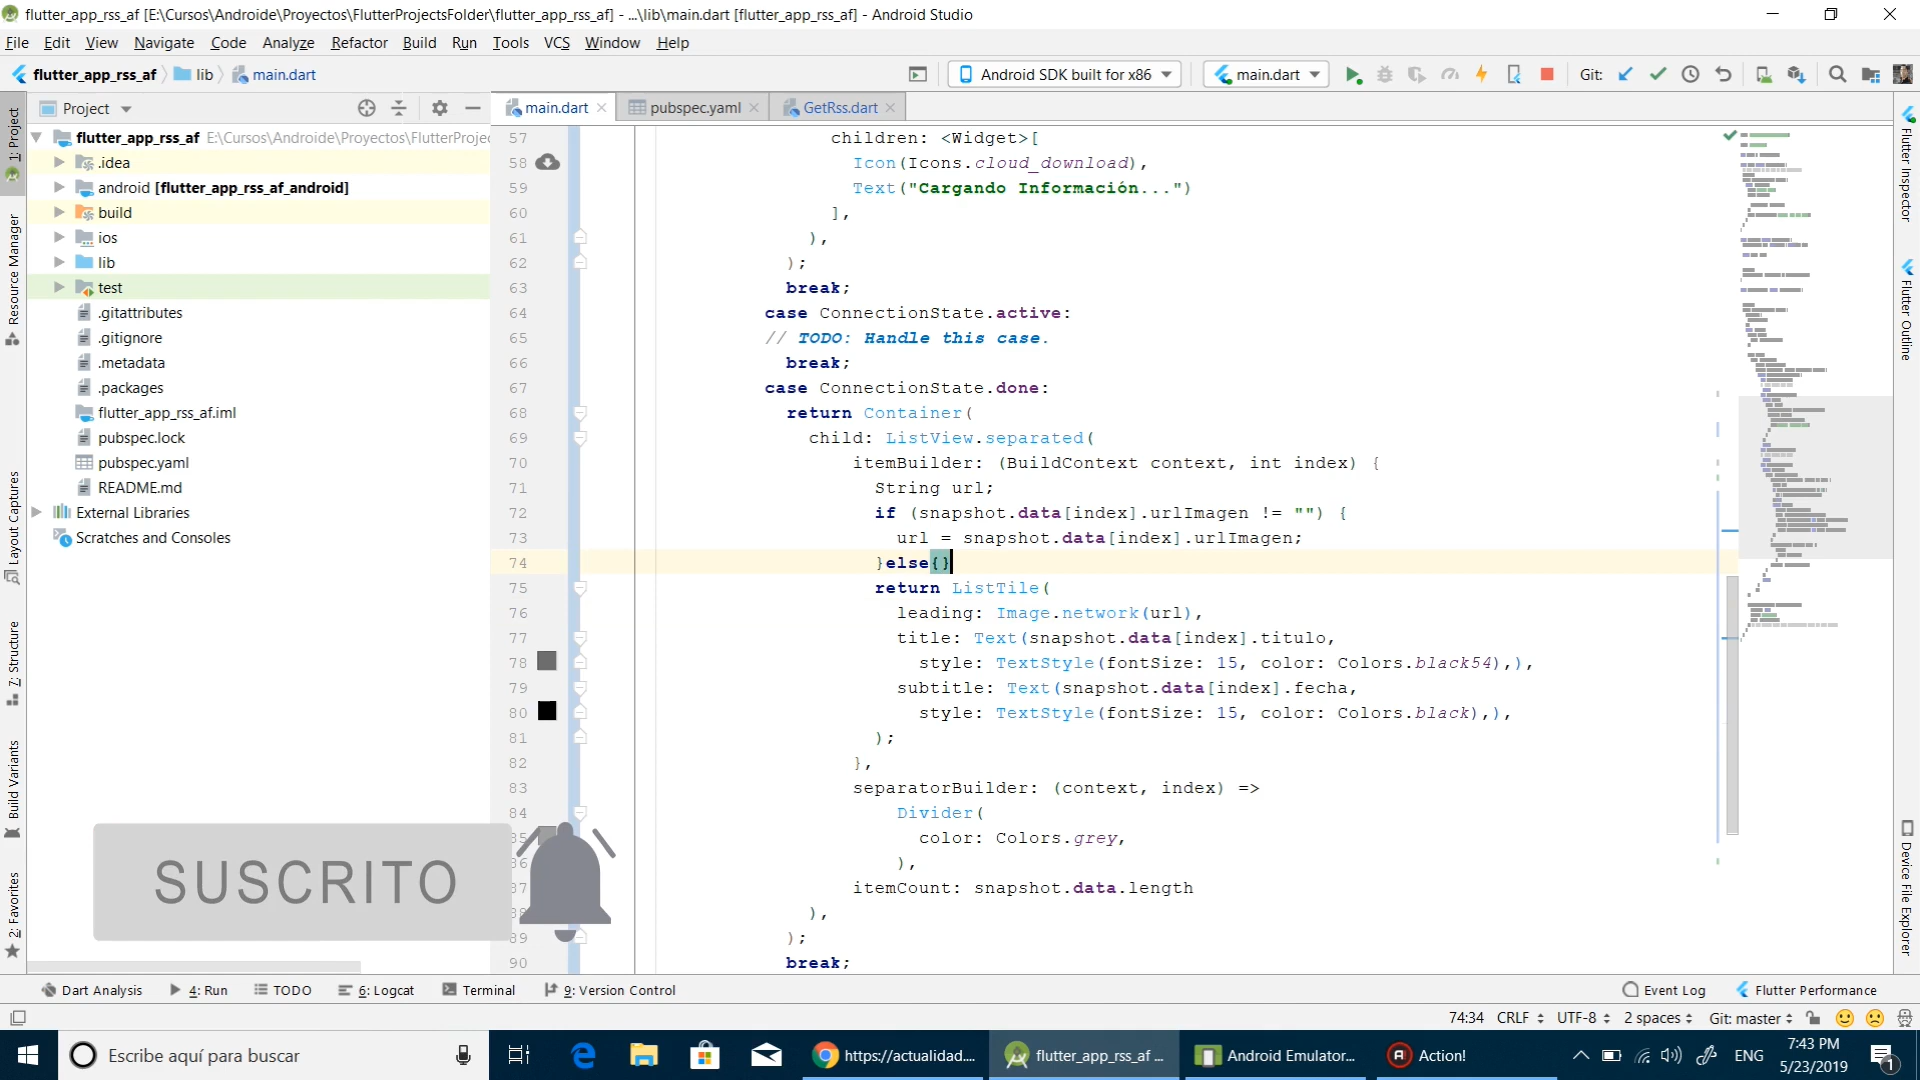 flutter_app_rss_af [E:\Cursos\Androide\Proyectos\FlutterProjectsFolder\flutter_app_rss_af] - ...\lib\main.dart [flutter_app_rss_af] - Android Studio
File Edit View Navigate Code Analyze Refactor Build Run Tools VCS Window Help
flutter_app_rss_af lib main.dart Android SDK built for x86 main.dart Git:
Project main.dart pubspec.yaml GetRss.dart
flutter_app_rss_af E:\Cursos\Androide\Proyectos\FlutterProjec
.idea
android [flutter_app_rss_af_android]
build
ios
lib
test
.gitattributes
.gitignore
.metadata
.packages
flutter_app_rss_af.iml
pubspec.lock
pubspec.yaml
README.md
External Libraries
Scratches and Consoles
1: Project
Resource Manager
Layout Captures
7: Structure
Build Variants
2: Favorites
57 children: <Widget>[
58 Icon(Icons.cloud_download),
59 Text("Cargando Información...")
60 ],
61 ),
62 );
63 break;
64 case ConnectionState.active:
65 // TODO: Handle this case.
66 break;
67 case ConnectionState.done:
68 return Container(
69 child: ListView.separated(
70 itemBuilder: (BuildContext context, int index) {
71 String url;
72 if (snapshot.data[index].urlImagen != "") {
73 url = snapshot.data[index].urlImagen;
74 }else{}
75 return ListTile(
76 leading: Image.network(url),
77 title: Text(snapshot.data[index].titulo,
78 style: TextStyle(fontSize: 15, color: Colors.black54),),
79 subtitle: Text(snapshot.data[index].fecha,
80 style: TextStyle(fontSize: 15, color: Colors.black),),
81 );
82 },
83 separatorBuilder: (context, index) =>
84 Divider(
85 color: Colors.grey,
86 ),
87 itemCount: snapshot.data.length
88 ),
89 );
90 break;
SUSCRITO
Flutter Inspector
Flutter Outline
Device File Explorer
Dart Analysis 4: Run TODO 6: Logcat Terminal 9: Version Control Event Log Flutter Performance
74:34 CRLF UTF-8 2 spaces Git: master
Escribe aquí para buscar https://actualidad.... flutter_app_rss_af ... Android Emulator... Action! ENG 7:43 PM
5/23/2019 1